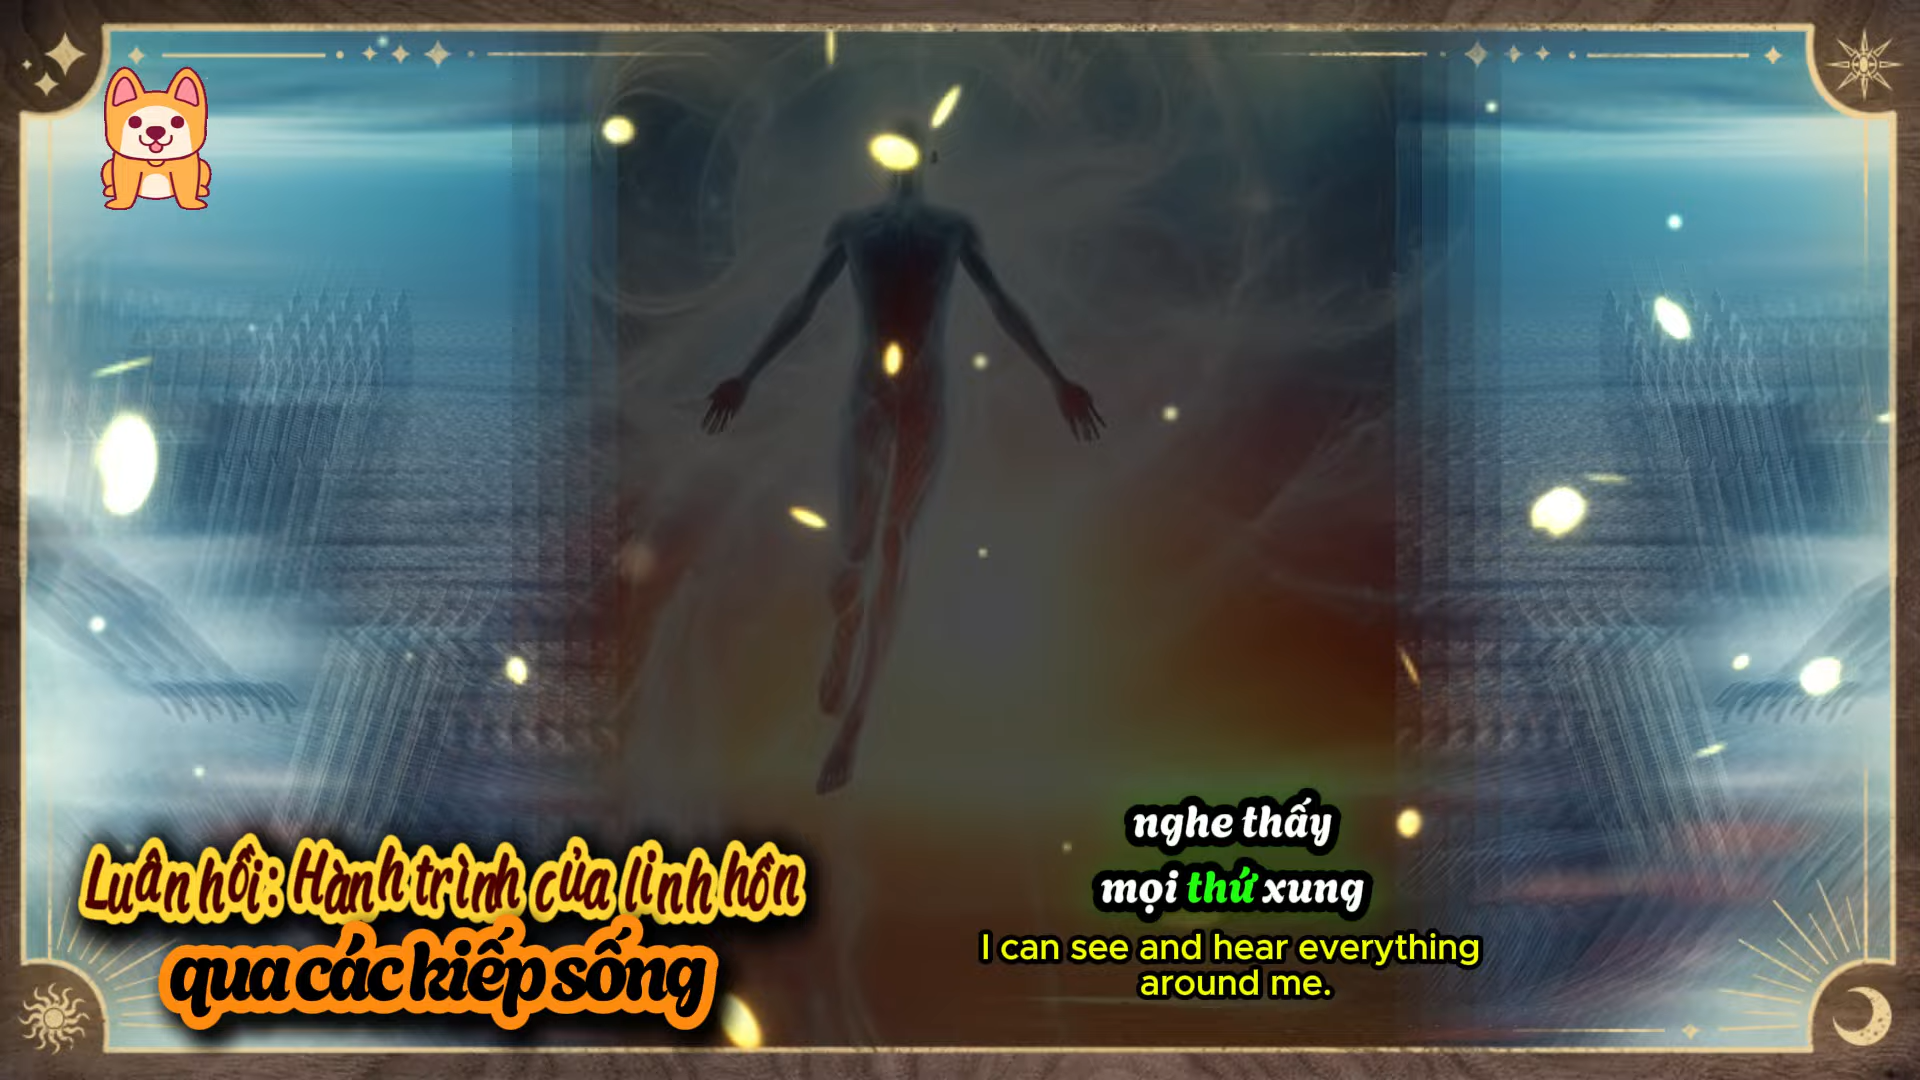 Luân hồi: Hành trình của linh hồn
qua các kiếp sống
nghe thấy
mọi thứ xung
I can see and hear everything
around me.